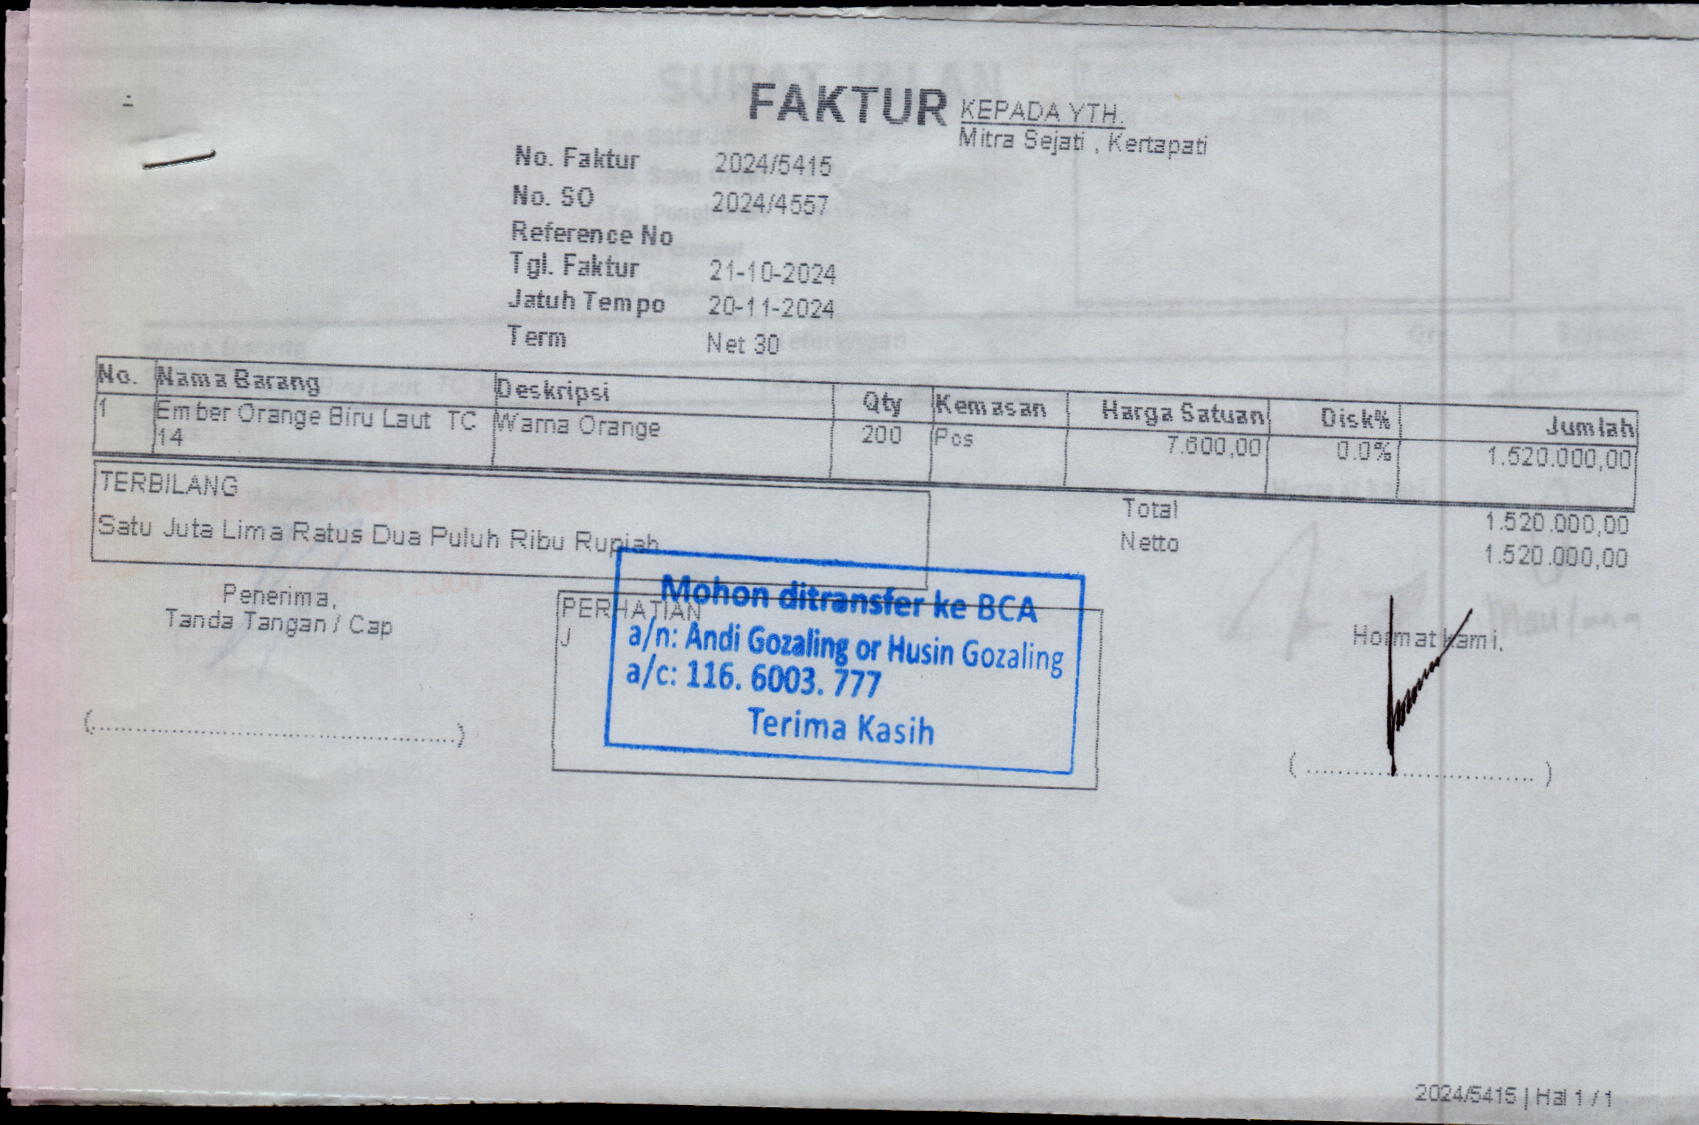 FAKTUR
KEPADA YTH.
Mitra Sejati , Kertapati
No. Faktur 2024/5415
No. SO 2024/4557
Reference No
Tgl. Faktur 21-10-2024
Jatuh Tempo 20-11-2024
Term Net 30
No. Nama Barang Deskripsi Qty Kemasan Harga Satuan Disk% Jumlah
1 Ember Orange Biru Laut TC 14 Warna Orange 200 Pcs 7.600,00 0.0% 1.520.000,00
TERBILANG
Satu Juta Lima Ratus Dua Puluh Ribu Rupiah
Total 1.520.000,00
Netto 1.520.000,00
Penerima,
Tanda Tangan / Cap
(..............................................)
PERHATIAN
J
Mohon ditransfer ke BCA
a/n: Andi Gozaling or Husin Gozaling
a/c: 116. 6003. 777
Terima Kasih
Hormat kami,
(............................)
2024/5415 | Hal 1 / 1